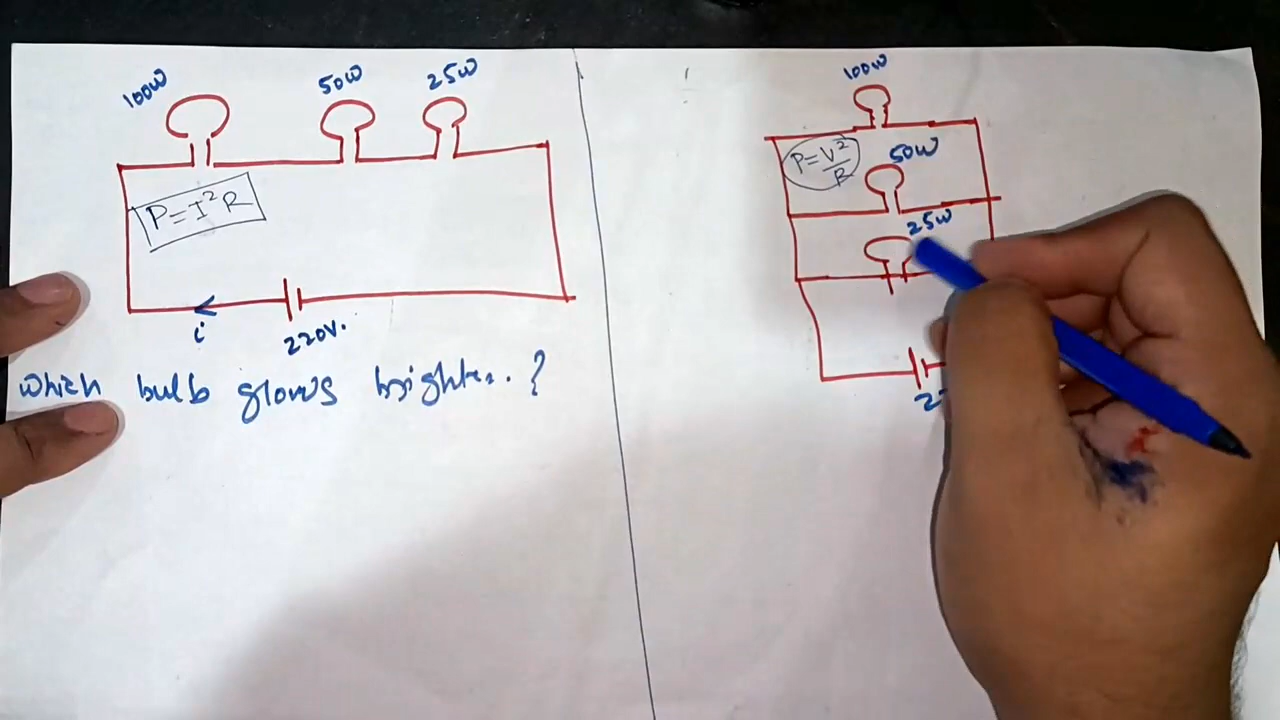 100W
50W
25W
P=I²R
i
220V.
which bulb glows brighter.?
100W
P=V²/R
50W
25W